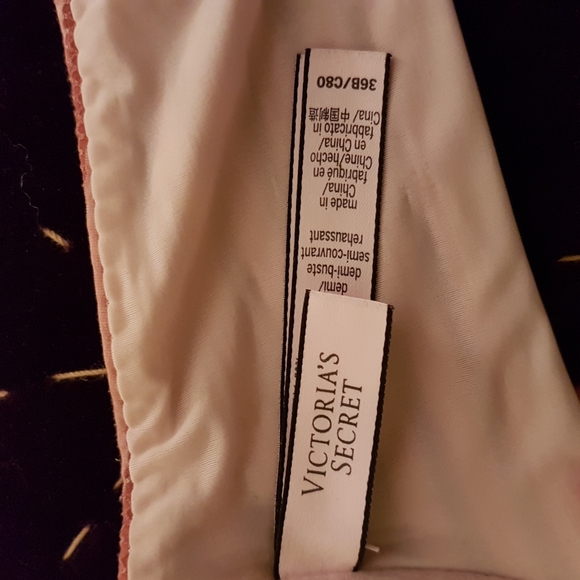 VICTORIA'S
SECRET
demi/
demi-buste
semi-couvrant
rehaussant
made in
China/
fabriqué en
Chine/hecho
en China/
fabbricato in
Cina/ 中国制造
36B/C80